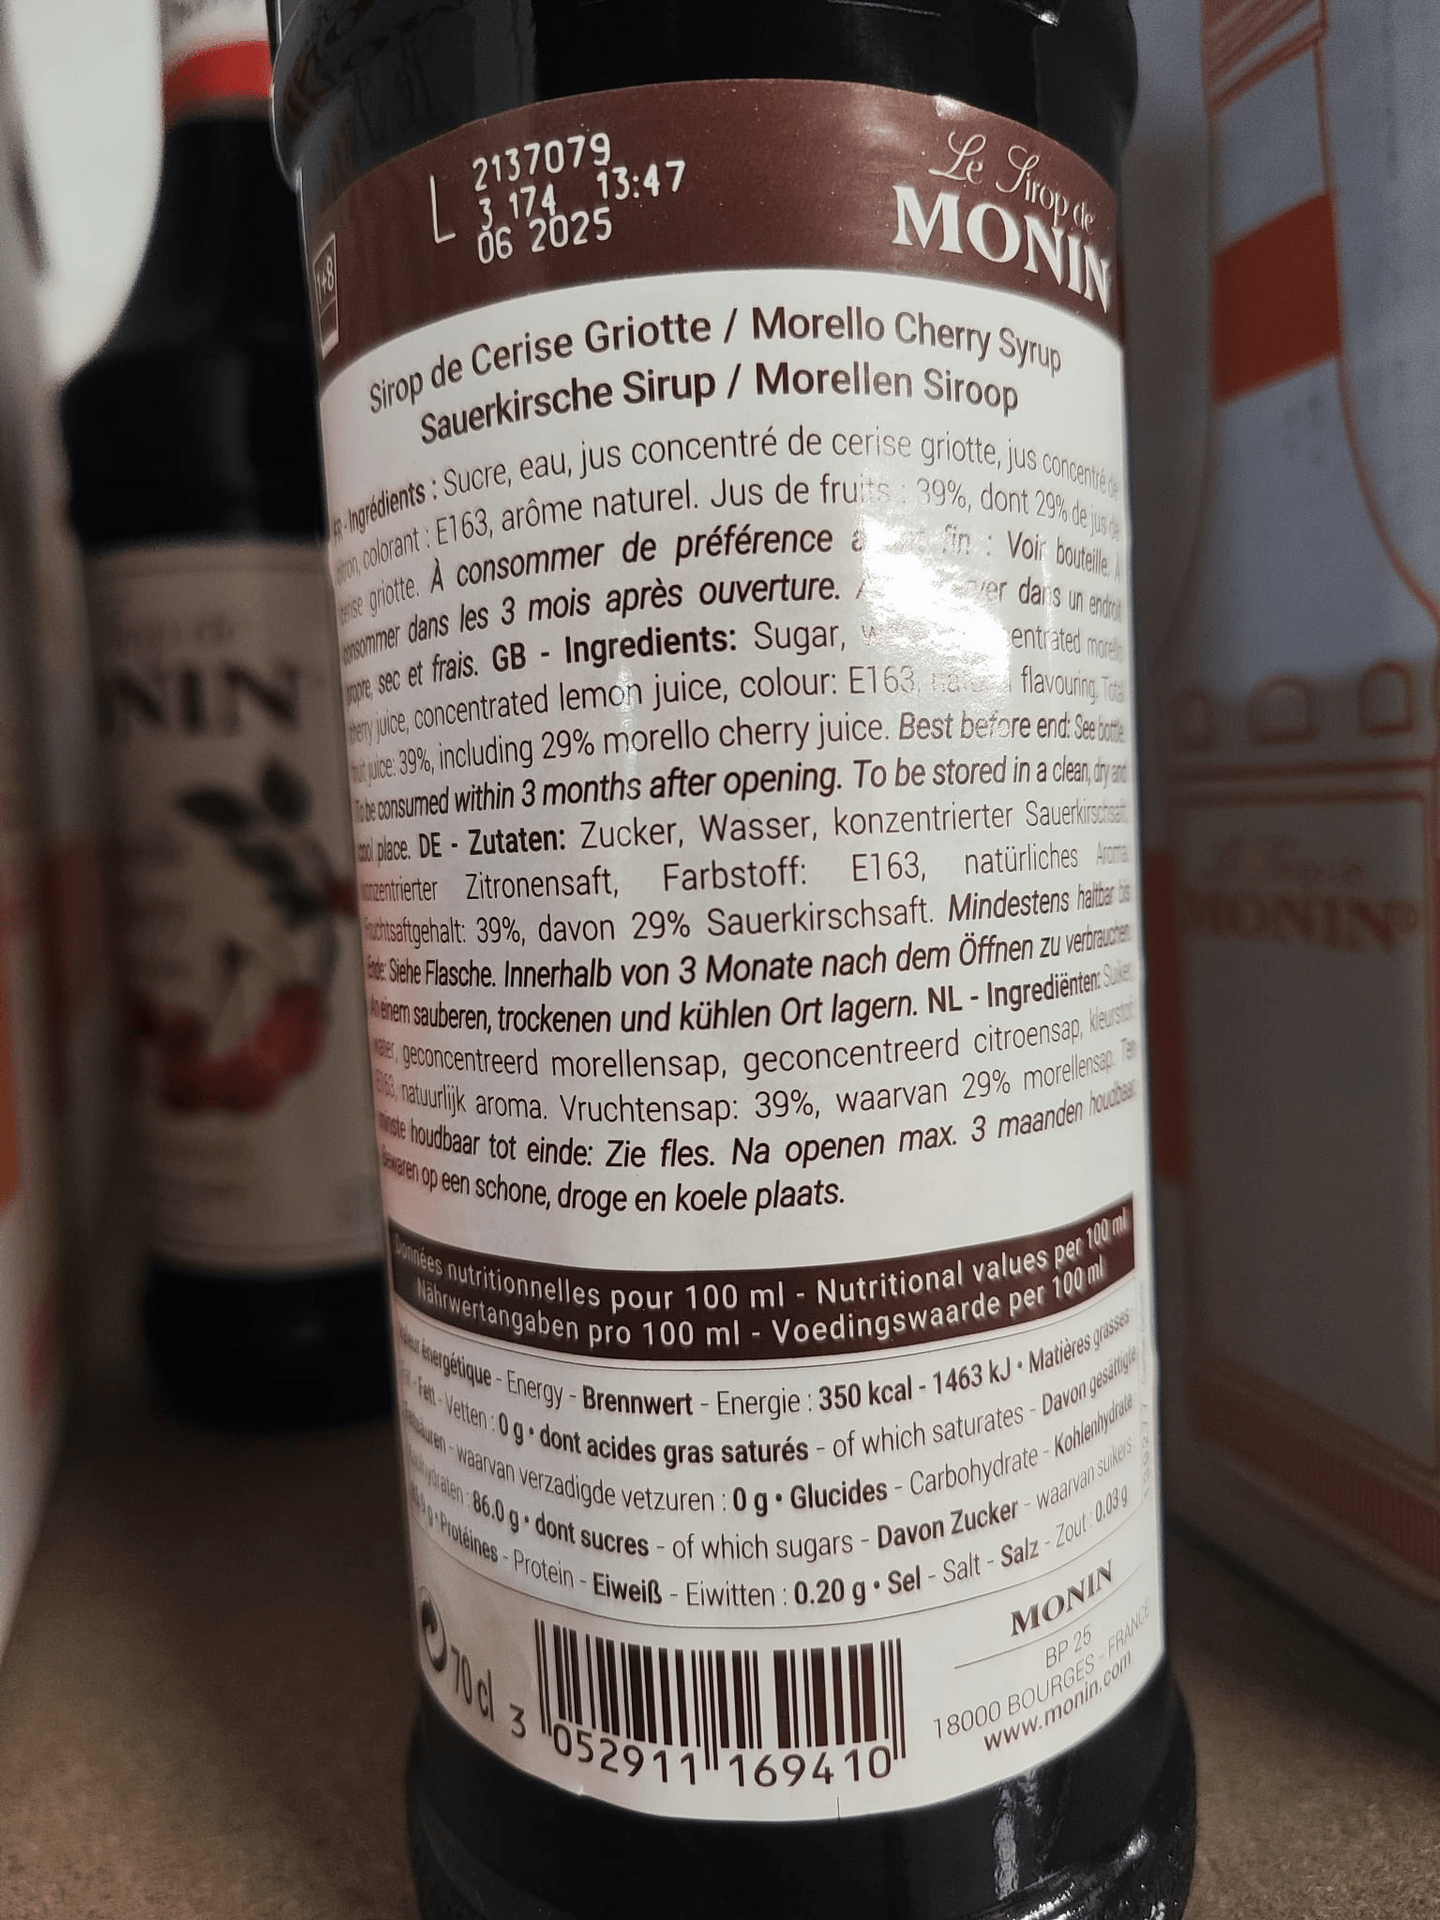 L 2137079
3 174 13:47
06 2025
Le Sirop de
MONIN
1+8
Sirop de Cerise Griotte / Morello Cherry Syrup
Sauerkirsche Sirup / Morellen Siroop
FR - Ingrédients : Sucre, eau, jus concentré de cerise griotte, jus concentré de
citron, colorant : E163, arôme naturel. Jus de fruits : 39%, dont 29% de jus de
cerise griotte. À consommer de préférence fin : Voir bouteille. À
consommer dans les 3 mois après ouverture. dans un endroit
propre, sec et frais. GB - Ingredients: Sugar, morello
cherry juice, concentrated lemon juice, colour: E163, flavouring. Total
fruit juice: 39%, including 29% morello cherry juice. Best before end: See bottle.
To be consumed within 3 months after opening. To be stored in a clean, dry and
cool place. DE - Zutaten: Zucker, Wasser, konzentrierter Sauerkirschsaft,
konzentrierter Zitronensaft, Farbstoff: E163, natürliches Aroma.
Fruchtsaftgehalt: 39%, davon 29% Sauerkirschsaft. Mindestens haltbar bis
Ende: Siehe Flasche. Innerhalb von 3 Monate nach dem Öffnen zu verbrauchen.
An einem sauberen, trockenen und kühlen Ort lagern. NL - Ingrediënten: Suiker,
water, geconcentreerd morellensap, geconcentreerd citroensap, kleurstof:
E163, natuurlijk aroma. Vruchtensap: 39%, waarvan 29% morellensap. Ten
minste houdbaar tot einde: Zie fles. Na openen max. 3 maanden houdbaar.
Bewaren op een schone, droge en koele plaats.
Données nutritionnelles pour 100 ml - Nutritional values per 100 ml
Nährwertangaben pro 100 ml - Voedingswaarde per 100 ml
Valeur énergétique - Energy - Brennwert - Energie : 350 kcal - 1463 kJ • Matières grasses -
Fat - Fett - Vetten : 0 g • dont acides gras saturés - of which saturates - Davon gesättigte
Fettsäuren - waarvan verzadigde vetzuren : 0 g • Glucides - Carbohydrate - Kohlenhydrate -
Koolhydraten : 86.0 g • dont sucres - of which sugars - Davon Zucker - waarvan suikers :
g • Protéines - Protein - Eiweiß - Eiwitten : 0.20 g • Sel - Salt - Salz - Zout : 0.03 g
70 cl
3 052911 169410
MONIN
BP 25
18000 BOURGES - FRANCE
www.monin.com
NIN
MONIN